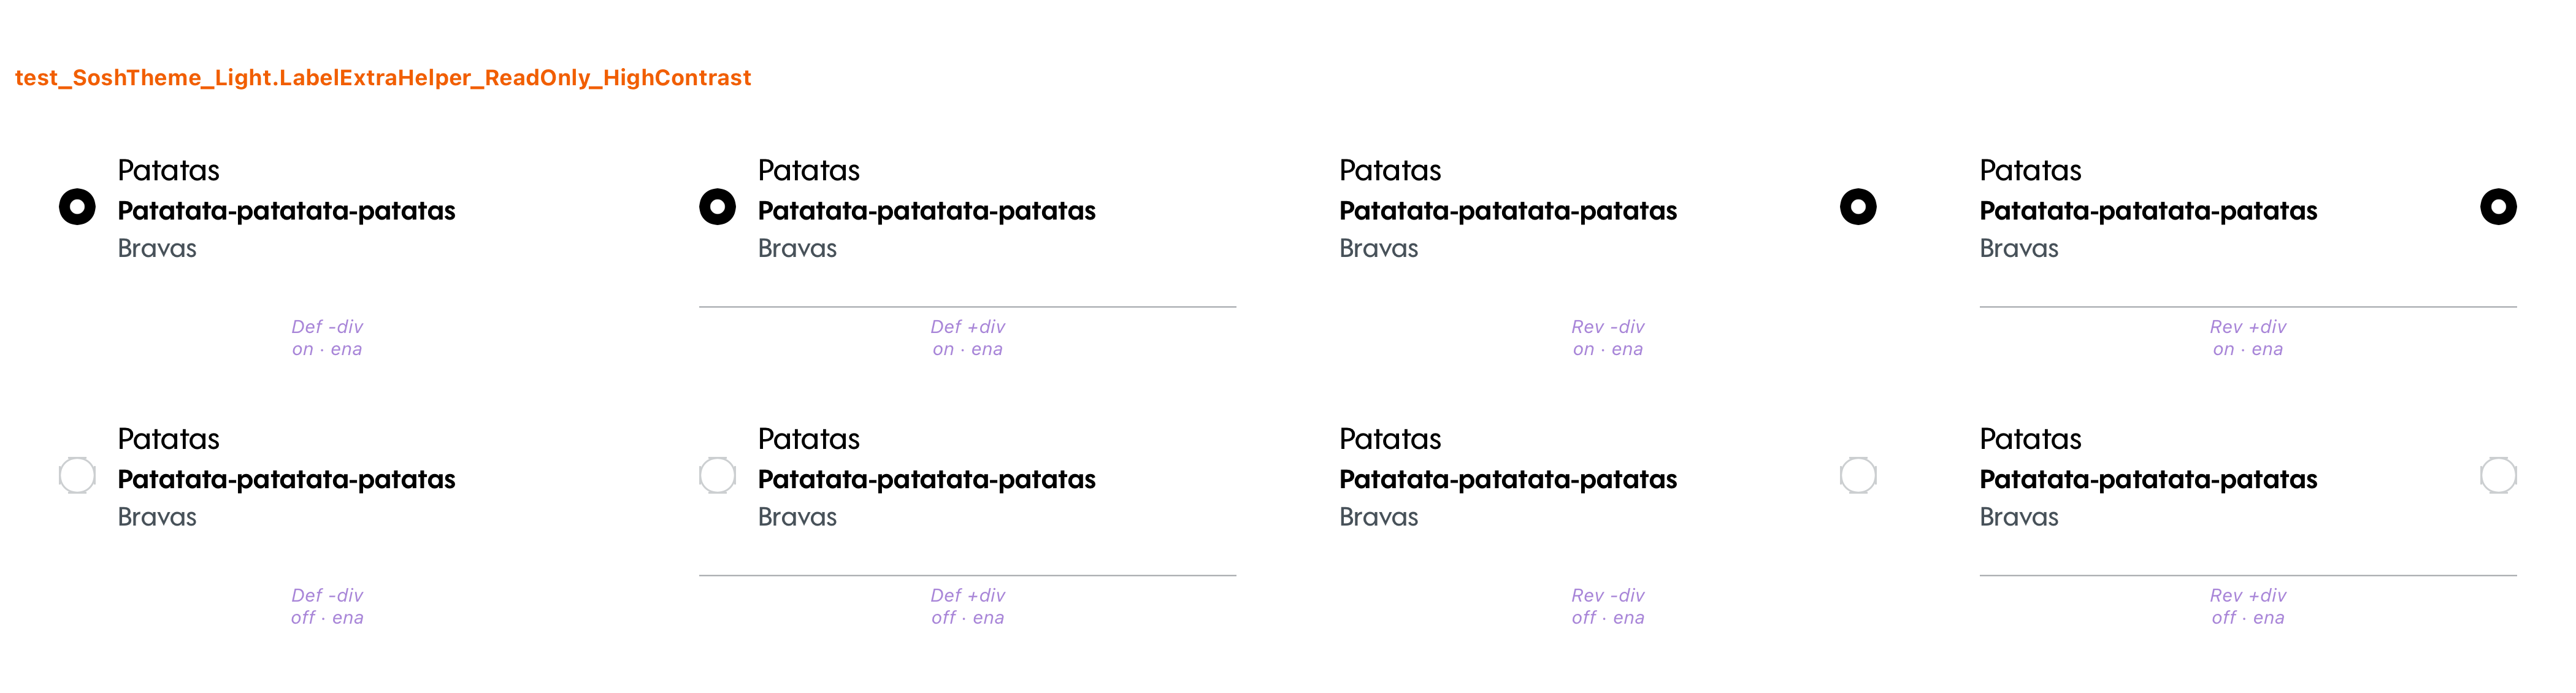 test_SoshTheme_Light.LabelExtraHelper_ReadOnly_HighContrast
Patatas
Patatata-patatata-patatas
Bravas
Def -div
on · ena
Patatas
Patatata-patatata-patatas
Bravas
Def +div
on · ena
Patatas
Patatata-patatata-patatas
Bravas
Rev -div
on · ena
Patatas
Patatata-patatata-patatas
Bravas
Rev +div
on · ena
Patatas
Patatata-patatata-patatas
Bravas
Def -div
off · ena
Patatas
Patatata-patatata-patatas
Bravas
Def +div
off · ena
Patatas
Patatata-patatata-patatas
Bravas
Rev -div
off · ena
Patatas
Patatata-patatata-patatas
Bravas
Rev +div
off · ena